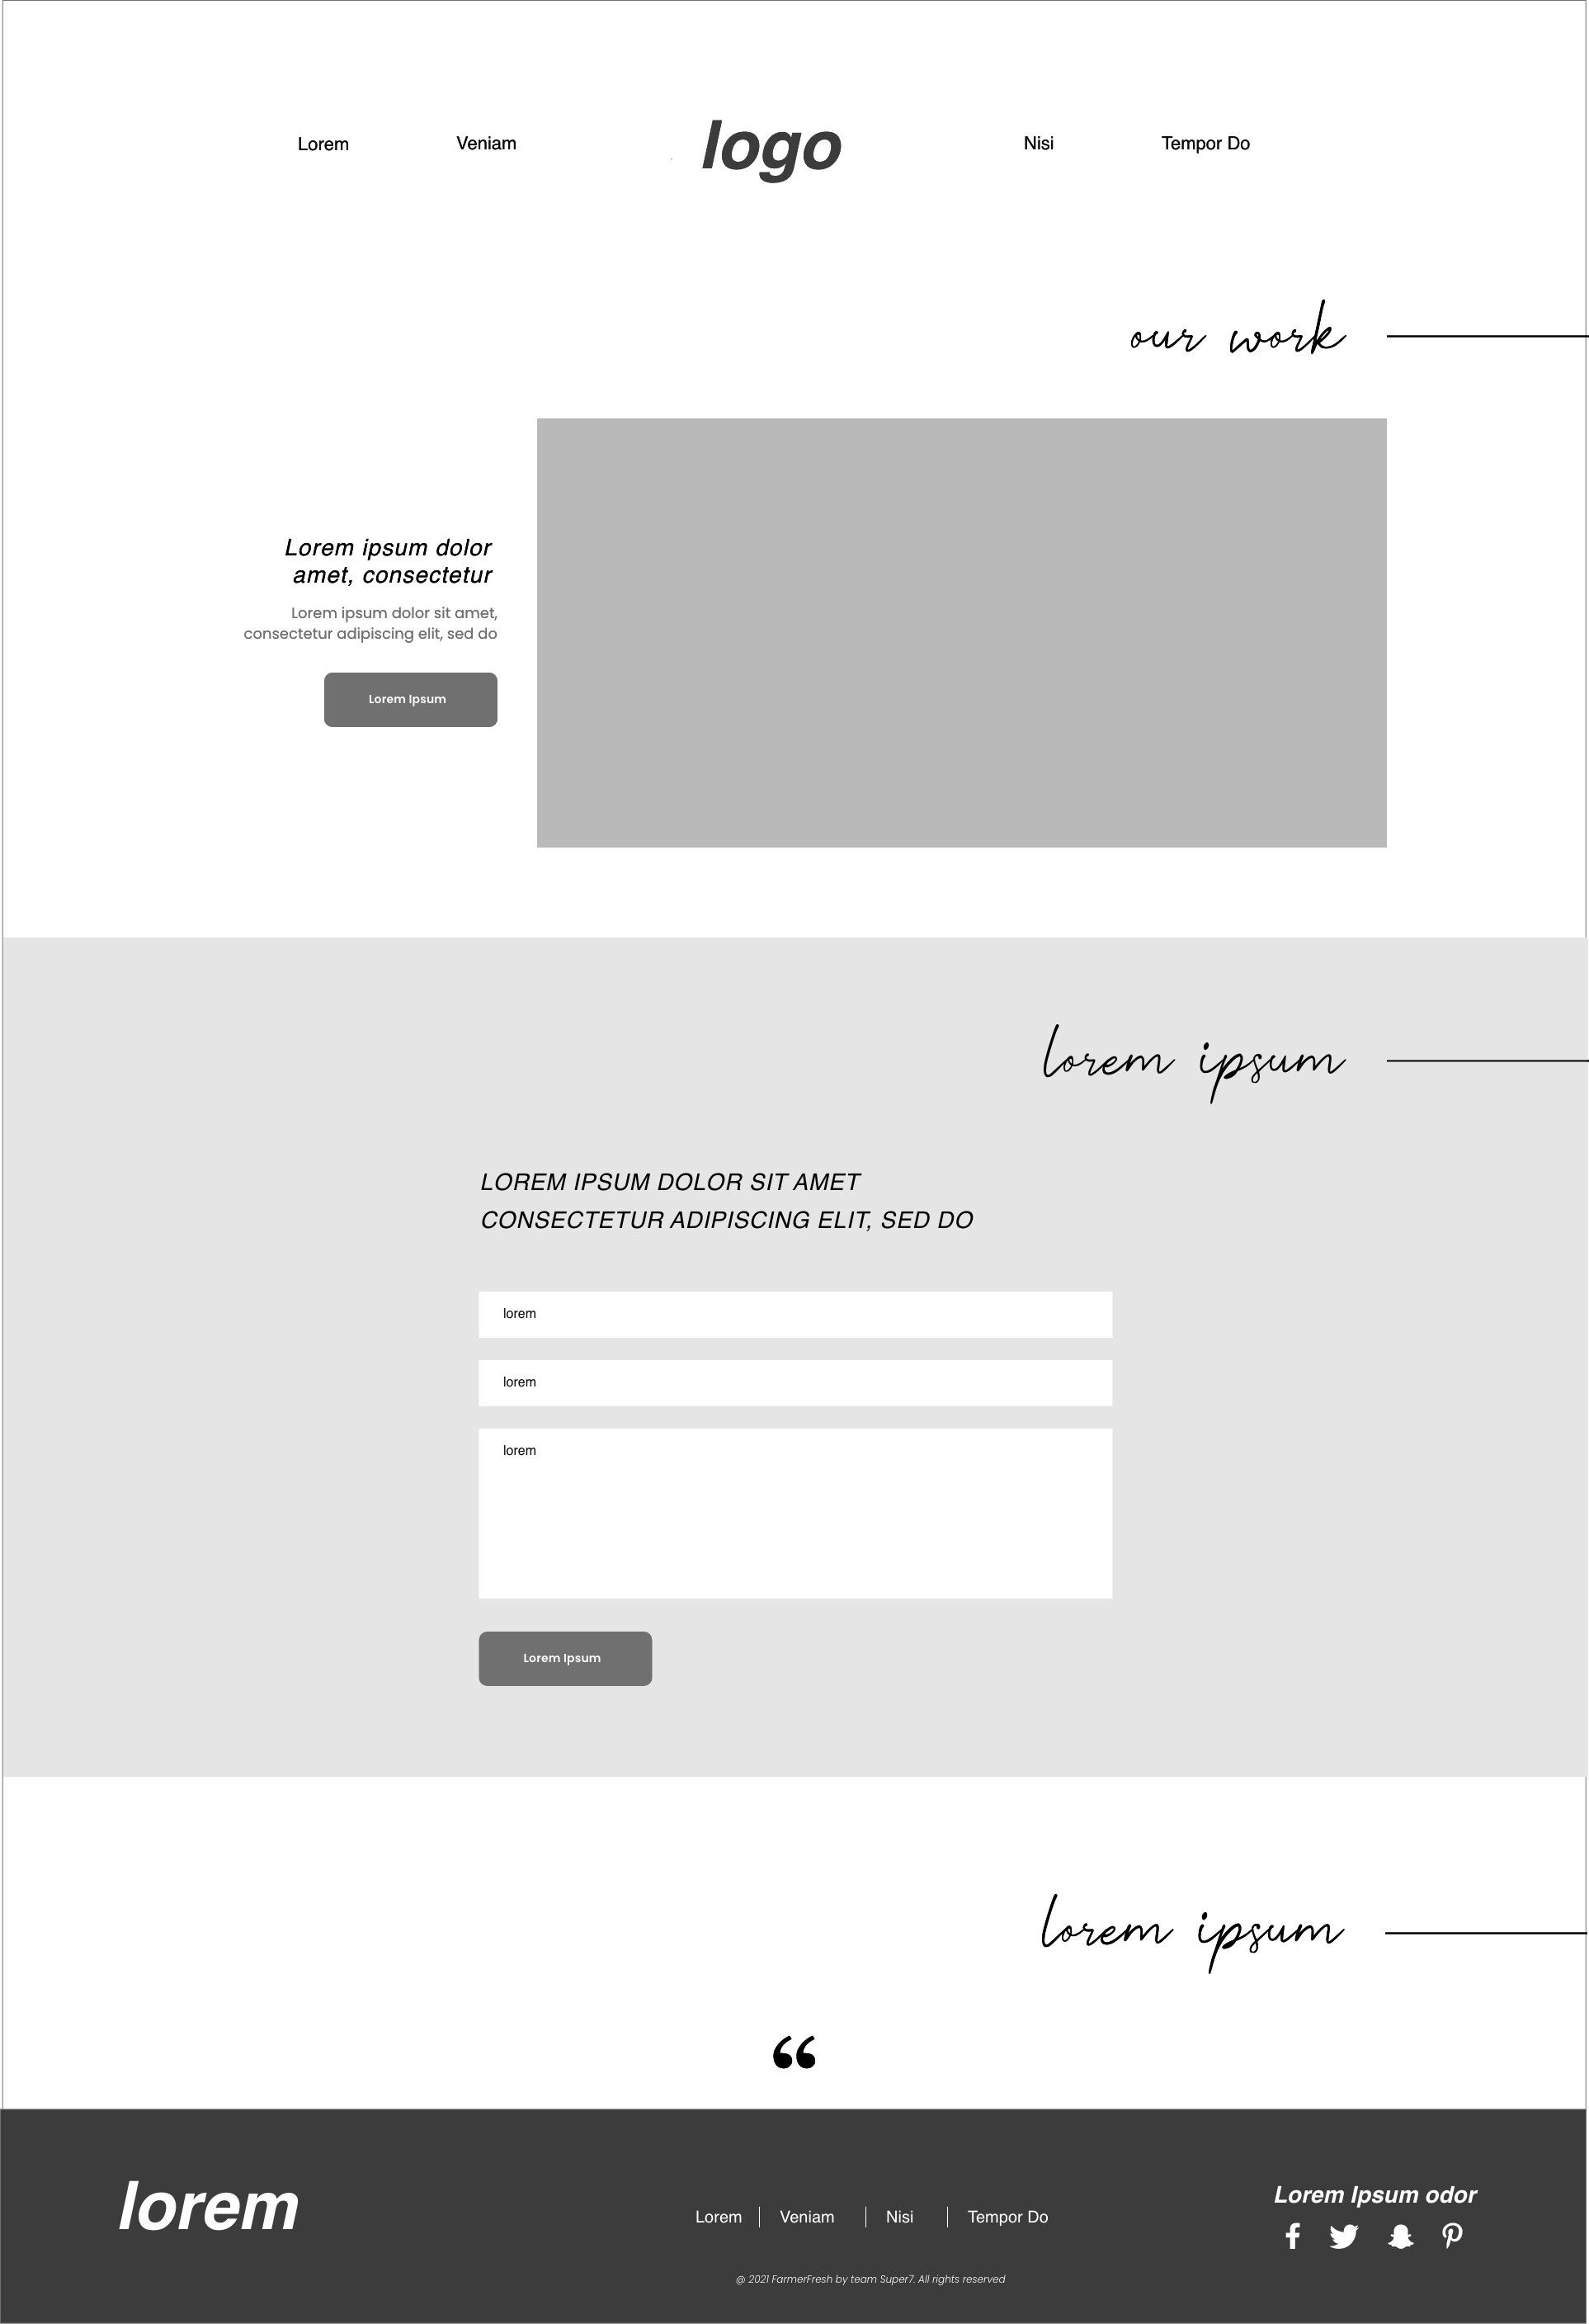 Lorem Veniam logo Nisi Tempor Do
our work
Lorem ipsum dolor
amet, consectetur
Lorem ipsum dolor sit amet,
consectetur adipiscing elit, sed do
Lorem Ipsum
lorem ipsum
LOREM IPSUM DOLOR SIT AMET
CONSECTETUR ADIPISCING ELIT, SED DO
lorem
lorem
lorem
Lorem Ipsum
lorem ipsum
“
lorem
Lorem | Veniam | Nisi | Tempor Do
@ 2021 FarmerFresh by team Super7. All rights reserved
Lorem Ipsum odor